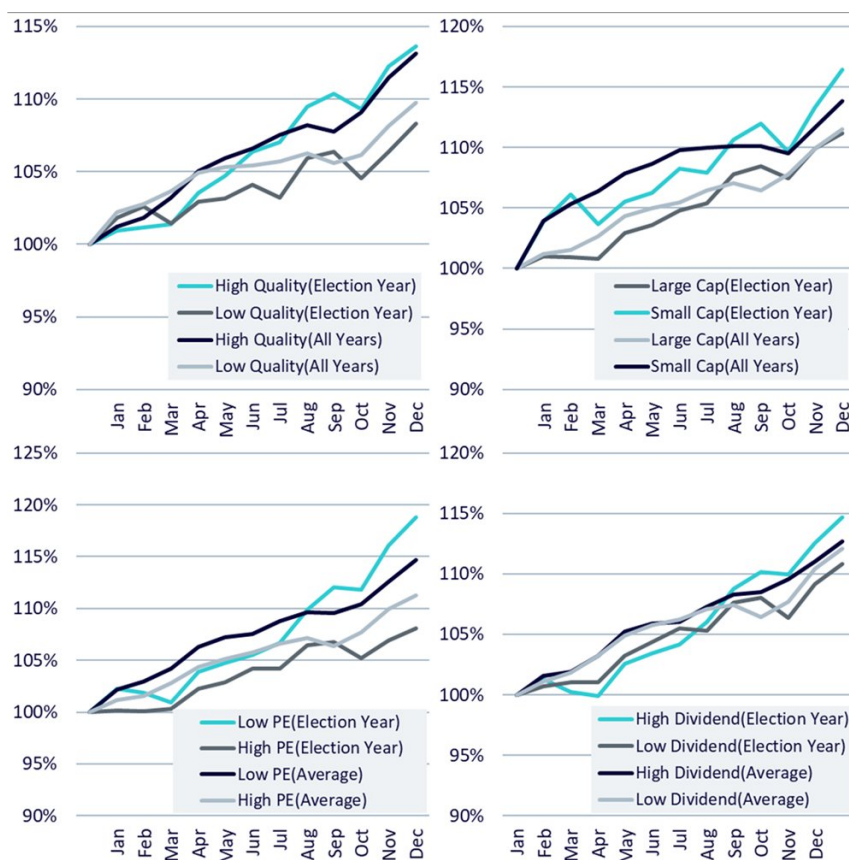 115%
110%
105%
100%
95%
90%
High Quality(Election Year)
Low Quality(Election Year)
High Quality(All Years)
Low Quality(All Years)
Jan
Feb
Mar
Apr
May
Jun
Jul
Aug
Sep
Oct
Nov
Dec
120%
115%
110%
105%
100%
95%
90%
Large Cap(Election Year)
Small Cap(Election Year)
Large Cap(All Years)
Small Cap(All Years)
Jan
Feb
Mar
Apr
May
Jun
Jul
Aug
Sep
Oct
Nov
Dec
125%
120%
115%
110%
105%
100%
95%
90%
Low PE(Election Year)
High PE(Election Year)
Low PE(Average)
High PE(Average)
Jan
Feb
Mar
Apr
May
Jun
Jul
Aug
Sep
Oct
Nov
Dec
120%
115%
110%
105%
100%
95%
90%
High Dividend(Election Year)
Low Dividend(Election Year)
High Dividend(Average)
Low Dividend(Average)
Jan
Feb
Mar
Apr
May
Jun
Jul
Aug
Sep
Oct
Nov
Dec